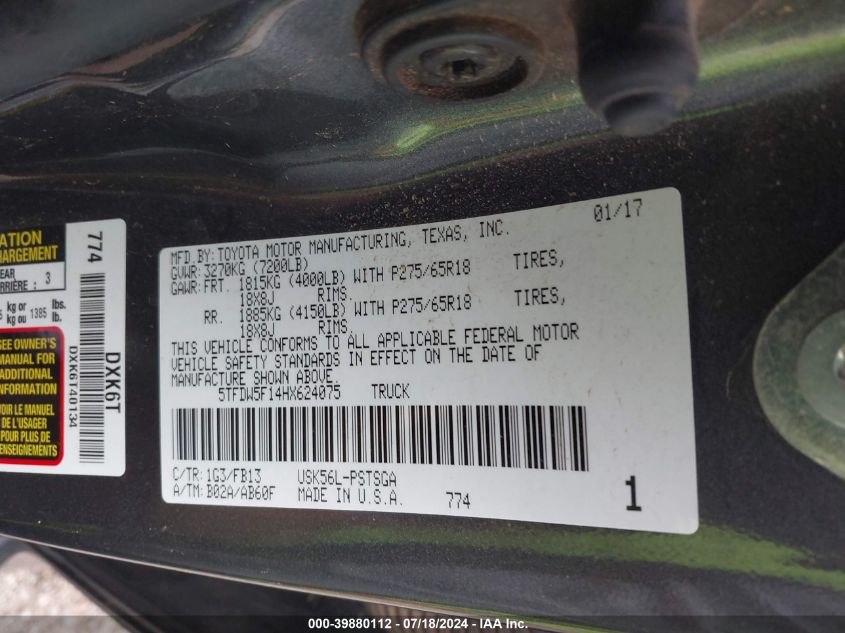 ATION
HARGEMENT
EAR
RRIÈRE : 3
kg or
kg ou 1385 lbs.
lb.
SEE OWNER'S
MANUAL FOR
ADDITIONAL
INFORMATION
VOIR LE MANUEL
DE L'USAGER
POUR PLUS DE
RENSEIGNEMENTS
774
DXK6T40134
DXK6T
01/17
MFD.BY:TOYOTA MOTOR MANUFACTURING, TEXAS, INC.
GVWR:3270KG (7200LB)
GAWR:FRT. 1815KG (4000LB) WITH P275/65R18 TIRES,
18X8J RIMS.
RR. 1885KG (4150LB) WITH P275/65R18 TIRES,
18X8J RIMS.
THIS VEHICLE CONFORMS TO ALL APPLICABLE FEDERAL MOTOR
VEHICLE SAFETY STANDARDS IN EFFECT ON THE DATE OF
MANUFACTURE SHOWN ABOVE.
5TFDW5F14HX624075 TRUCK
C/TR:1G3/FB13 USK56L-PSTSGA
A/TM:B02A/AB60F MADE IN U.S.A. 774
1
000-39880112 - 07/18/2024 - IAA, Inc.